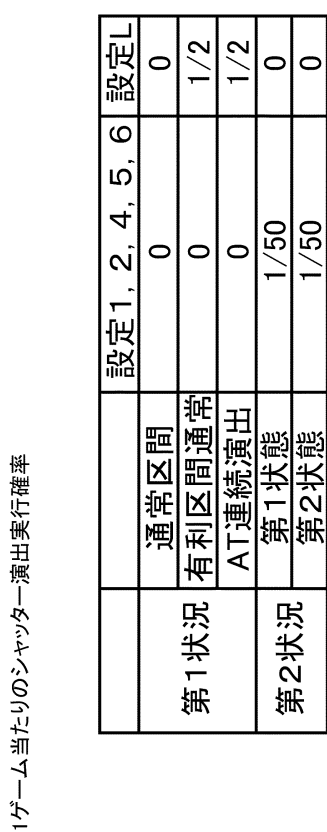 1ゲーム当たりのシャッター演出実行確率
設定1, 2, 4, 5, 6 設定L
第1状況 通常区間 0 0
有利区間通常 0 1/2
AT連続演出 0 1/2
第2状況 第1状態 1/50 0
第2状態 1/50 0